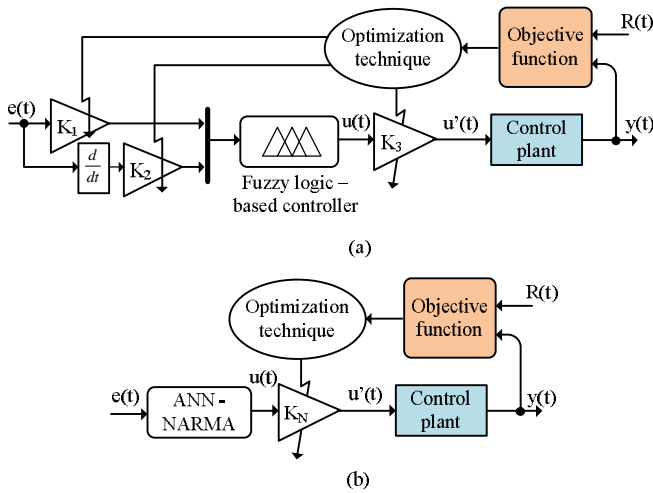 Optimization
technique
Objective
function
R(t)
e(t)
K1
d
dt
K2
Fuzzy logic –
based controller
u(t)
K3
u'(t)
Control
plant
y(t)
(a)
Optimization
technique
Objective
function
R(t)
e(t)
ANN -
NARMA
u(t)
KN
u'(t)
Control
plant
y(t)
(b)